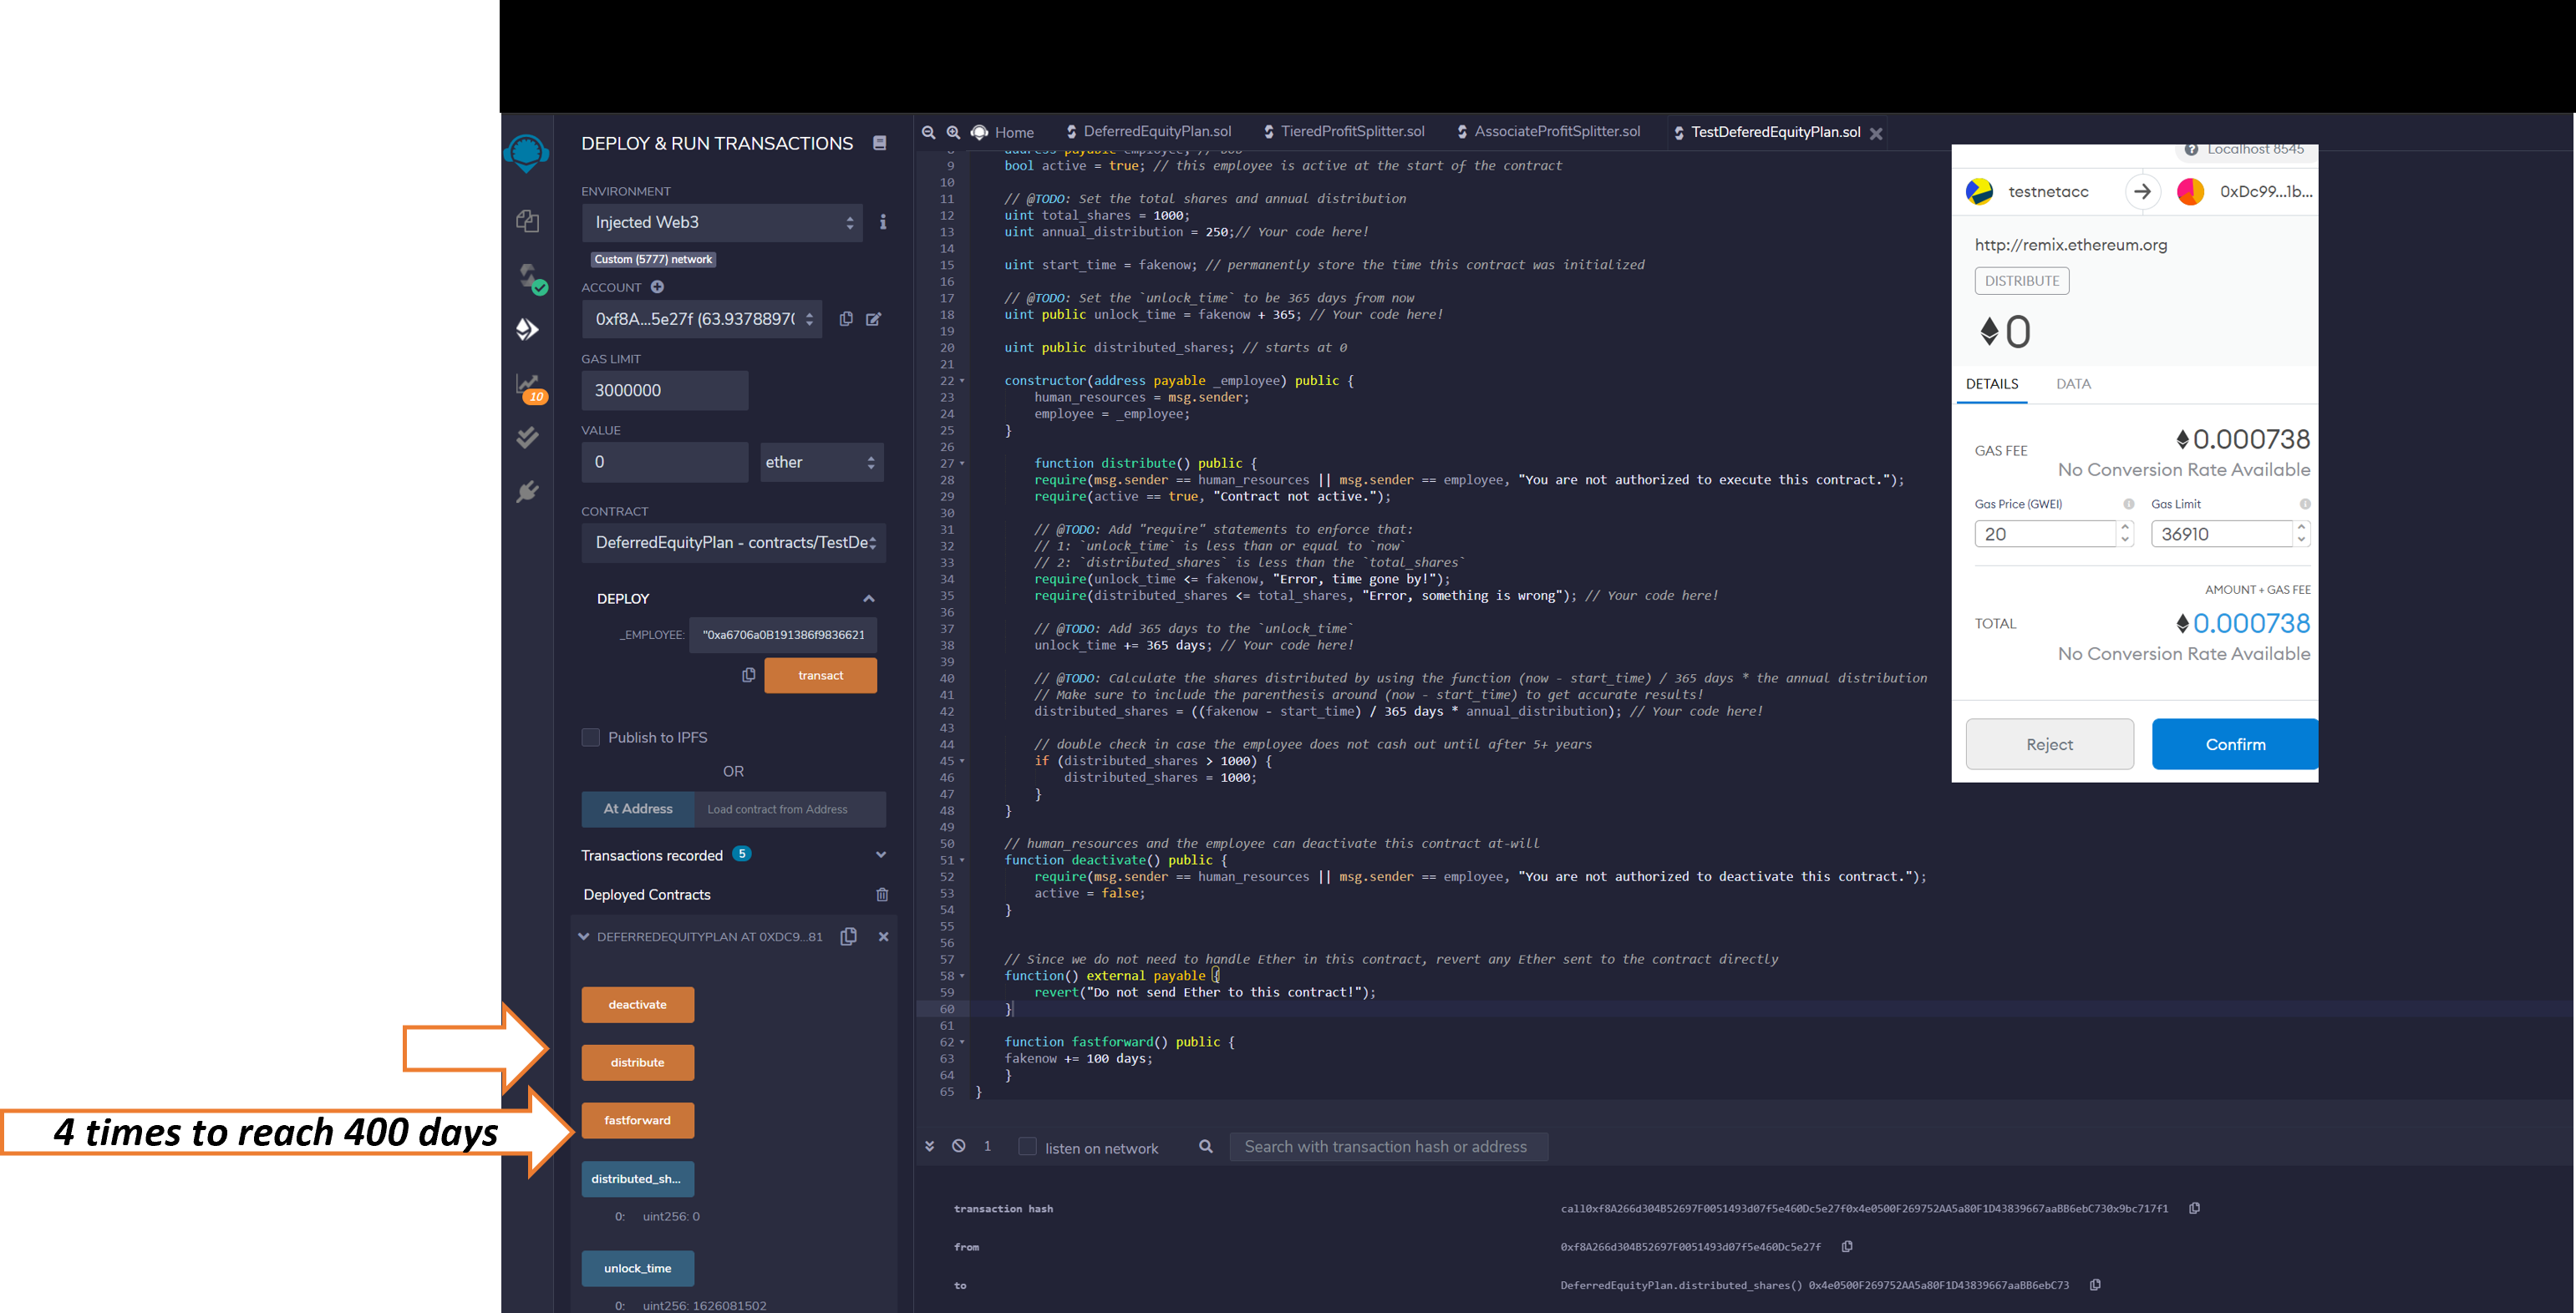 DEPLOY & RUN TRANSACTIONS
ENVIRONMENT
Injected Web3
Custom (5777) network
ACCOUNT
0xf8A...5e27f (63.9378897(
GAS LIMIT
3000000
VALUE
0
ether
CONTRACT
DeferredEquityPlan - contracts/TestDe
DEPLOY
_EMPLOYEE:
"0xa6706a0B191386f9836621
transact
Publish to IPFS
OR
At Address
Load contract from Address
Transactions recorded 5
Deployed Contracts
DEFERREDEQUITYPLAN AT 0XDC9...81
deactivate
distribute
fastforward
4 times to reach 400 days
distributed_sh...
0: uint256: 0
unlock_time
0: uint256: 1626081502
10
Home
DeferredEquityPlan.sol
TieredProfitSplitter.sol
AssociateProfitSplitter.sol
TestDeferedEquityPlan.sol
8 address payable employee; // bob
9 bool active = true; // this employee is active at the start of the contract
10
11 // @TODO: Set the total shares and annual distribution
12 uint total_shares = 1000;
13 uint annual_distribution = 250;// Your code here!
14
15 uint start_time = fakenow; // permanently store the time this contract was initialized
16
17 // @TODO: Set the `unlock_time` to be 365 days from now
18 uint public unlock_time = fakenow + 365; // Your code here!
19
20 uint public distributed_shares; // starts at 0
21
22 constructor(address payable _employee) public {
23 human_resources = msg.sender;
24 employee = _employee;
25 }
26
27 function distribute() public {
28 require(msg.sender == human_resources || msg.sender == employee, "You are not authorized to execute this contract.");
29 require(active == true, "Contract not active.");
30
31 // @TODO: Add "require" statements to enforce that:
32 // 1: `unlock_time` is less than or equal to `now`
33 // 2: `distributed_shares` is less than the `total_shares`
34 require(unlock_time <= fakenow, "Error, time gone by!");
35 require(distributed_shares <= total_shares, "Error, something is wrong"); // Your code here!
36
37 // @TODO: Add 365 days to the `unlock_time`
38 unlock_time += 365 days; // Your code here!
39
40 // @TODO: Calculate the shares distributed by using the function (now - start_time) / 365 days * the annual distribution
41 // Make sure to include the parenthesis around (now - start_time) to get accurate results!
42 distributed_shares = ((fakenow - start_time) / 365 days * annual_distribution); // Your code here!
43
44 // double check in case the employee does not cash out until after 5+ years
45 if (distributed_shares > 1000) {
46 distributed_shares = 1000;
47 }
48 }
49
50 // human_resources and the employee can deactivate this contract at-will
51 function deactivate() public {
52 require(msg.sender == human_resources || msg.sender == employee, "You are not authorized to deactivate this contract.");
53 active = false;
54 }
55
56
57 // Since we do not need to handle Ether in this contract, revert any Ether sent to the contract directly
58 function() external payable {
59 revert("Do not send Ether to this contract!");
60 }
61
62 function fastforward() public {
63 fakenow += 100 days;
64 }
65 }
1
listen on network
Search with transaction hash or address
transaction hash
call0xf8A266d304B52697F0051493d07f5e460Dc5e27f0x4e0500F269752AA5a80F1D43839667aaBB6ebC730x9bc717f1
from
0xf8A266d304B52697F0051493d07f5e460Dc5e27f
to
DeferredEquityPlan.distributed_shares() 0x4e0500F269752AA5a80F1D43839667aaBB6ebC73
Localhost 8545
testnetacc
0xDc99...1b...
http://remix.ethereum.org
DISTRIBUTE
0
DETAILS
DATA
GAS FEE
0.000738
No Conversion Rate Available
Gas Price (GWEI)
Gas Limit
20
36910
AMOUNT + GAS FEE
TOTAL
0.000738
No Conversion Rate Available
Reject
Confirm